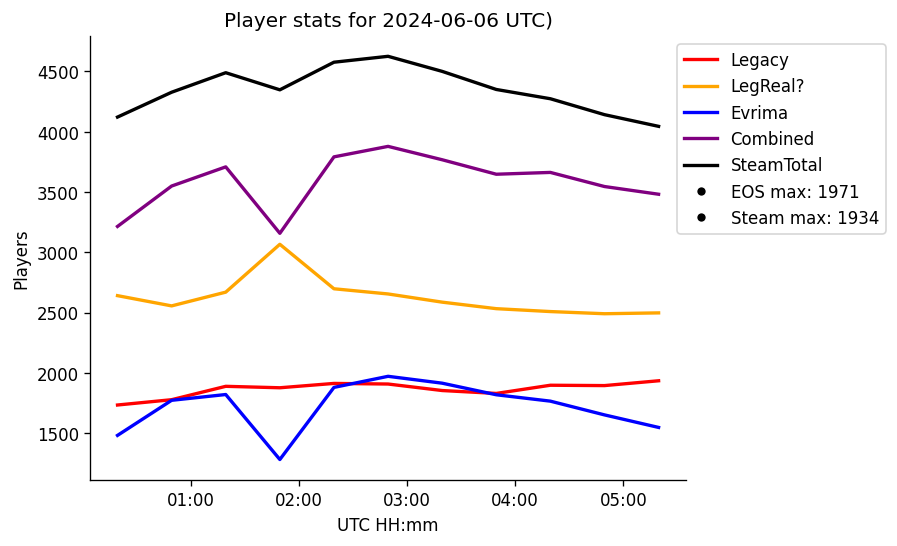 Player stats for 2024-06-06 UTC)
Legacy
LegReal?
Evrima
Combined
SteamTotal
EOS max: 1971
Steam max: 1934
Players
4500
4000
3500
3000
2500
2000
1500
01:00 02:00 03:00 04:00 05:00
UTC HH:mm